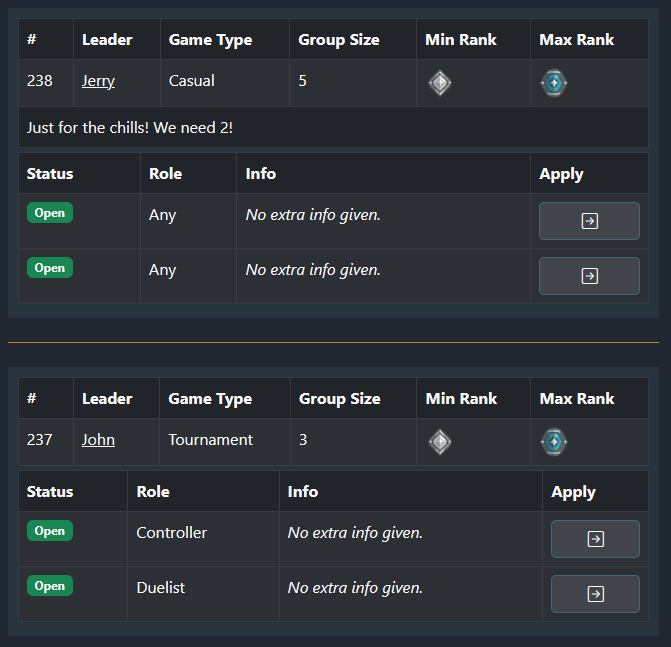 # Leader Game Type Group Size Min Rank Max Rank
238 Jerry Casual 5
Just for the chills! We need 2!
Status Role Info Apply
Open Any No extra info given.
Open Any No extra info given.
# Leader Game Type Group Size Min Rank Max Rank
237 John Tournament 3
Status Role Info Apply
Open Controller No extra info given.
Open Duelist No extra info given.